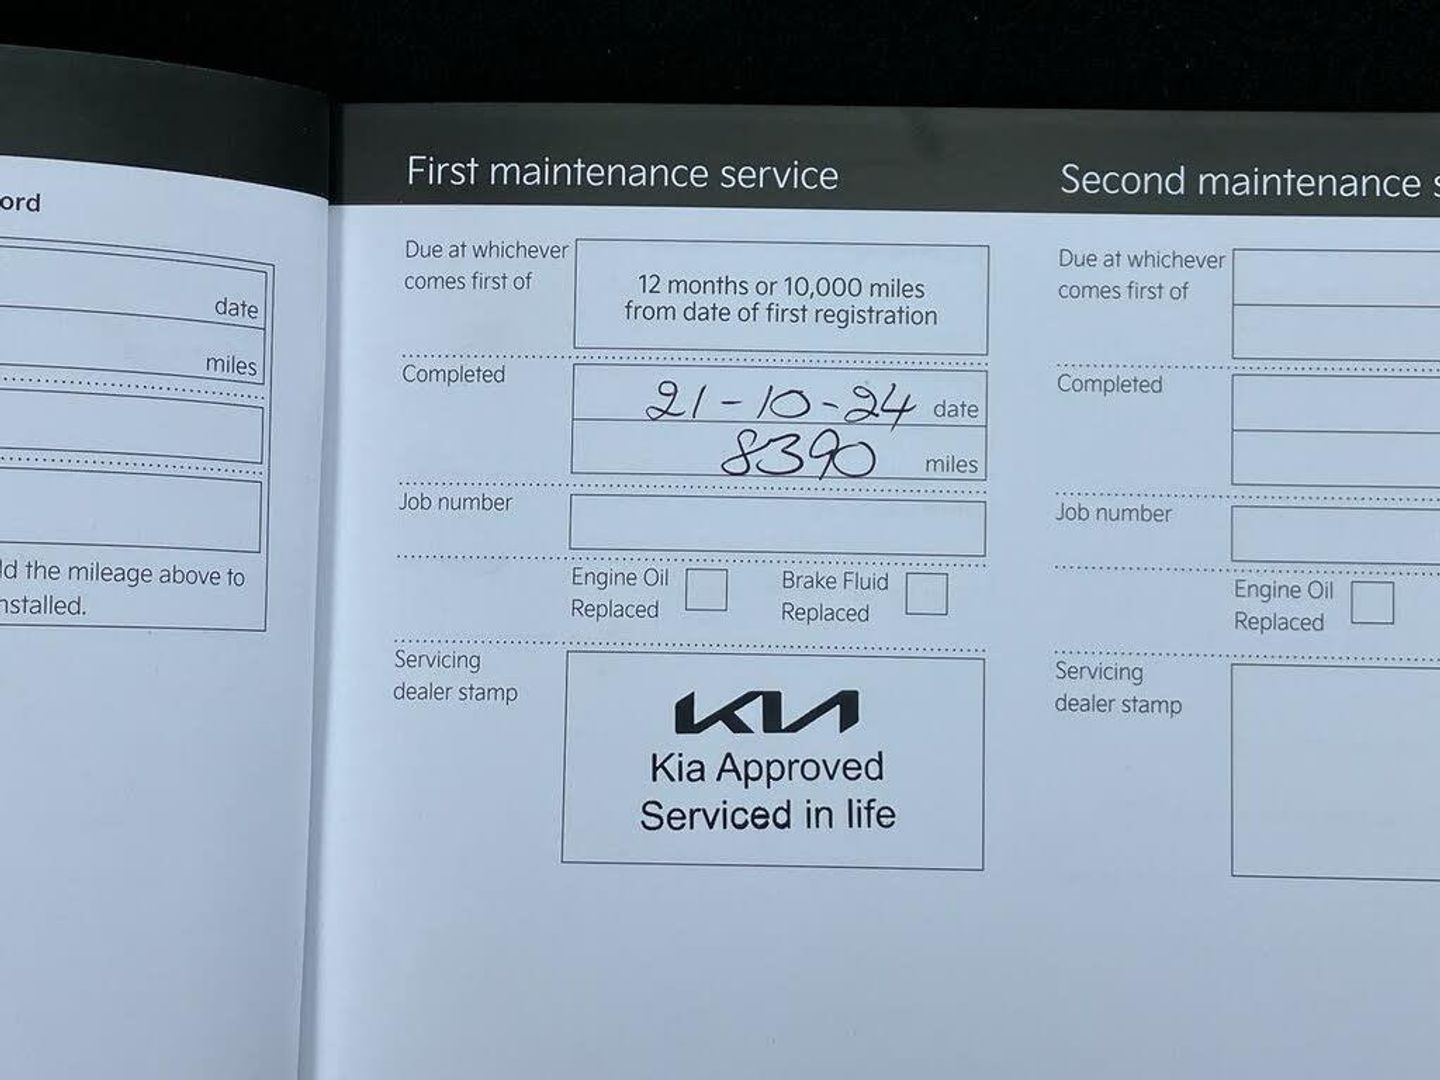 ord
date
miles
ld the mileage above to
nstalled.
First maintenance service
Due at whichever
comes first of
12 months or 10,000 miles
from date of first registration
Completed
21-10-24 date
8390 miles
Job number
Engine Oil
Replaced
Brake Fluid
Replaced
Servicing
dealer stamp
KIA
Kia Approved
Serviced in life
Second maintenance s
Due at whichever
comes first of
Completed
Job number
Engine Oil
Replaced
Servicing
dealer stamp